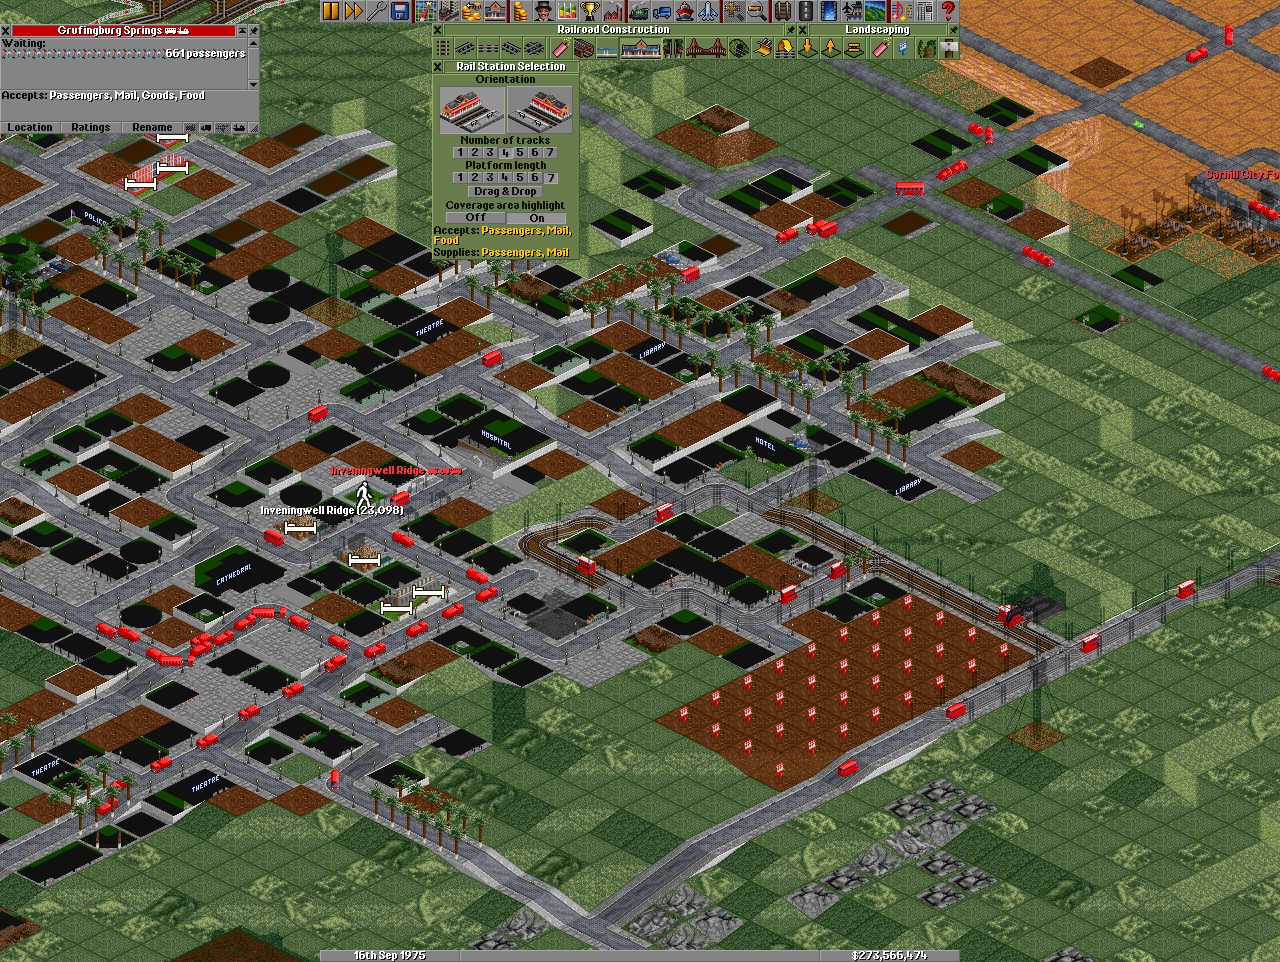 Grufingburg Springs
Waiting:
661 passengers
Accepts: Passengers, Mail, Goods, Food
Location
Ratings
Rename
Railroad Construction
Landscaping
Rail Station Selection
Orientation
Number of tracks
1 2 3 4 5 6 7
Platform length
1 2 3 4 5 6 7
Drag & Drop
Coverage area highlight
Off
On
Accepts: Passengers, Mail,
Food
Supplies: Passengers, Mail
POLICE
THEATRE
LIBRARY
HOSPITAL
HOTEL
LIBRARY
Inveningwell Ridge
Inveningwell Ridge (23,098)
CATHEDRAL
THEATRE
THEATRE
16th Sep 1975
$273,566,474